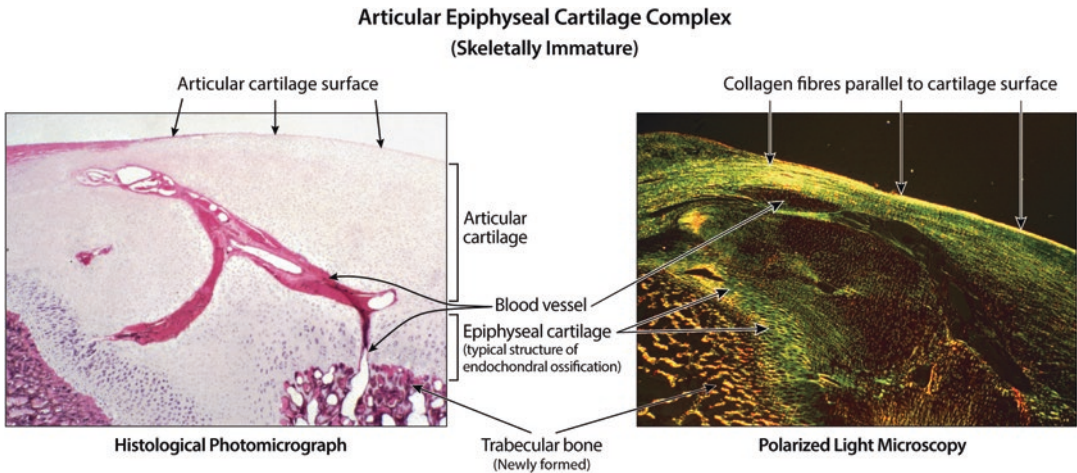 Articular Epiphyseal Cartilage Complex
(Skeletally Immature)
Articular cartilage surface
Collagen fibres parallel to cartilage surface
Articular
cartilage
Blood vessel
Epiphyseal cartilage
(typical structure of
endochondral ossification)
Histological Photomicrograph
Trabecular bone
(Newly formed)
Polarized Light Microscopy